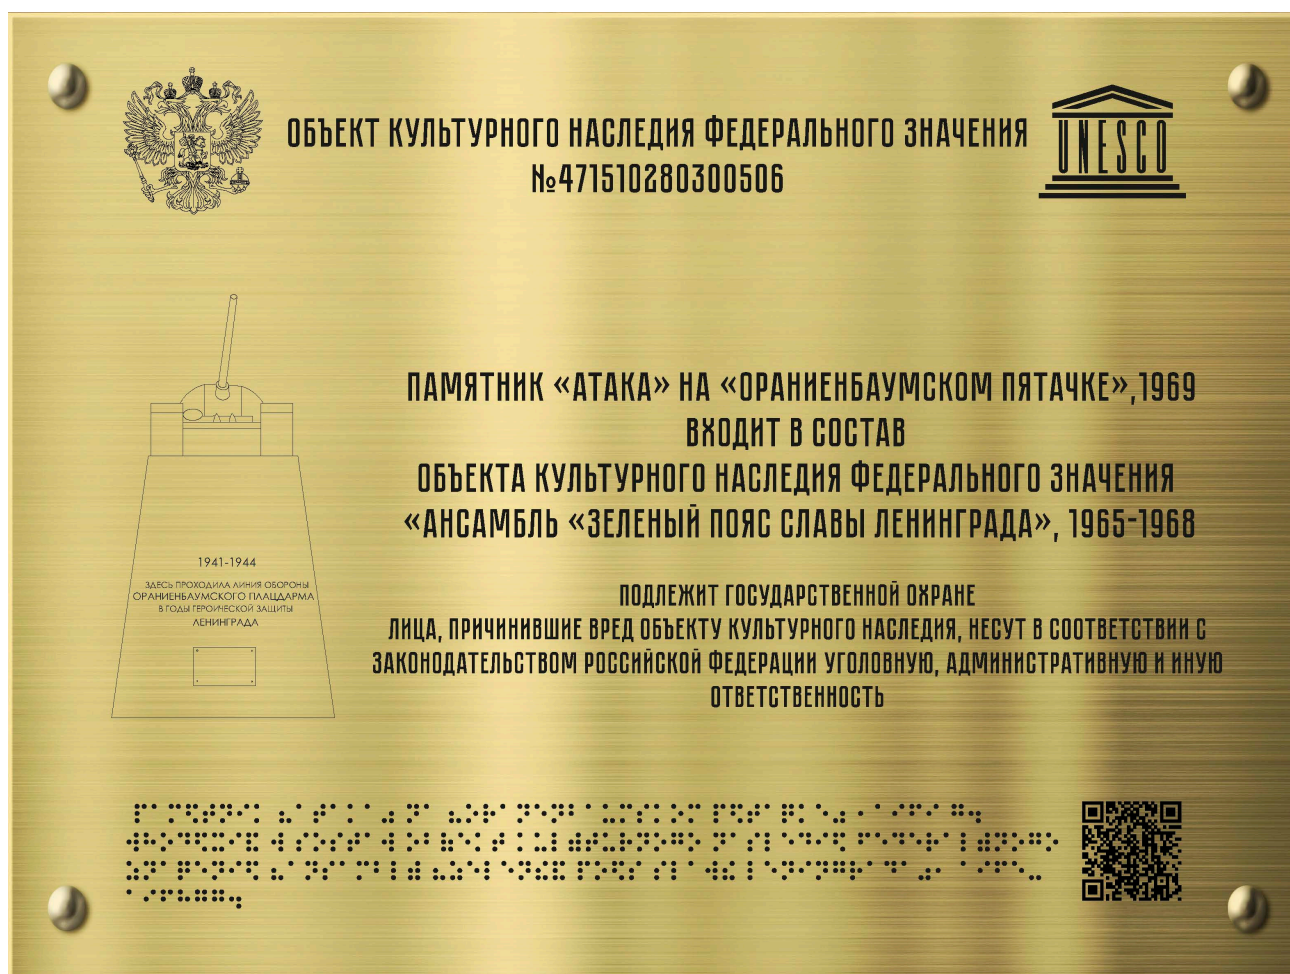 ОБЪЕКТ КУЛЬТУРНОГО НАСЛЕДИЯ ФЕДЕРАЛЬНОГО ЗНАЧЕНИЯ
№471510280300506
UNESCO
ПАМЯТНИК «АТАКА» НА «ОРАНИЕНБАУМСКОМ ПЯТАЧКЕ»,1969
ВХОДИТ В СОСТАВ
ОБЪЕКТА КУЛЬТУРНОГО НАСЛЕДИЯ ФЕДЕРАЛЬНОГО ЗНАЧЕНИЯ
«АНСАМБЛЬ «ЗЕЛЕНЫЙ ПОЯС СЛАВЫ ЛЕНИНГРАДА», 1965-1968
1941-1944
ЗДЕСЬ ПРОХОДИЛА ЛИНИЯ ОБОРОНЫ
ОРАНИЕНБАУМСКОГО ПЛАЦДАРМА
В ГОДЫ ГЕРОИЧЕСКОЙ ЗАЩИТЫ
ЛЕНИНГРАДА
ПОДЛЕЖИТ ГОСУДАРСТВЕННОЙ ОХРАНЕ
ЛИЦА, ПРИЧИНИВШИЕ ВРЕД ОБЪЕКТУ КУЛЬТУРНОГО НАСЛЕДИЯ, НЕСУТ В СООТВЕТСТВИИ С
ЗАКОНОДАТЕЛЬСТВОМ РОССИЙСКОЙ ФЕДЕРАЦИИ УГОЛОВНУЮ, АДМИНИСТРАТИВНУЮ И ИНУЮ
ОТВЕТСТВЕННОСТЬ